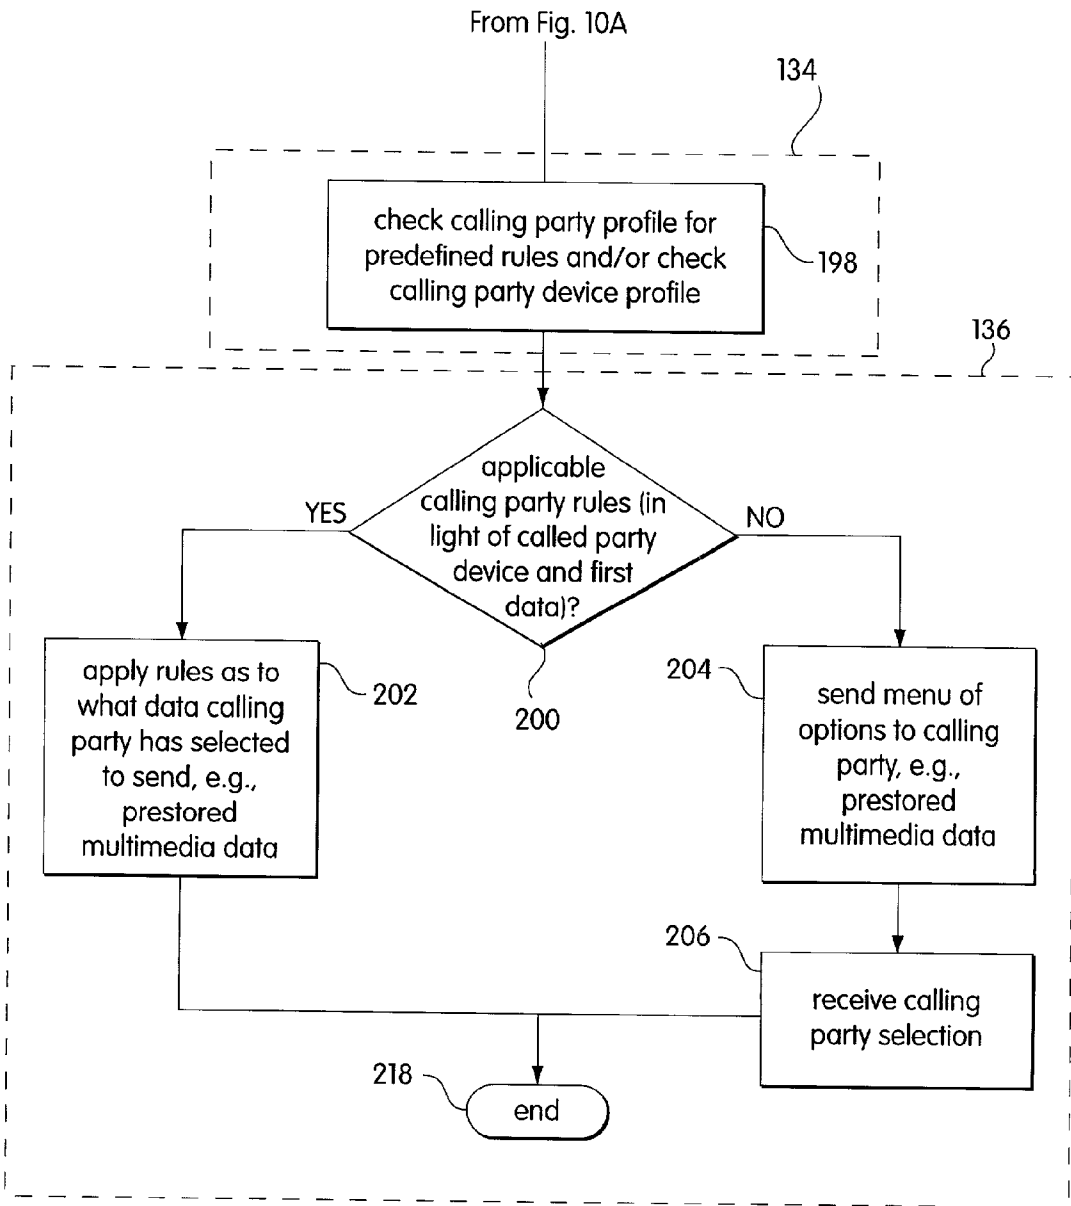 From Fig. 10A
134
check calling party profile for
predefined rules and/or check
calling party device profile
198
136
applicable
calling party rules (in
light of called party
device and first
data)?
YES
NO
200
apply rules as to
what data calling
party has selected
to send, e.g.,
prestored
multimedia data
202
204
send menu of
options to calling
party, e.g.,
prestored
multimedia data
206
receive calling
party selection
218
end